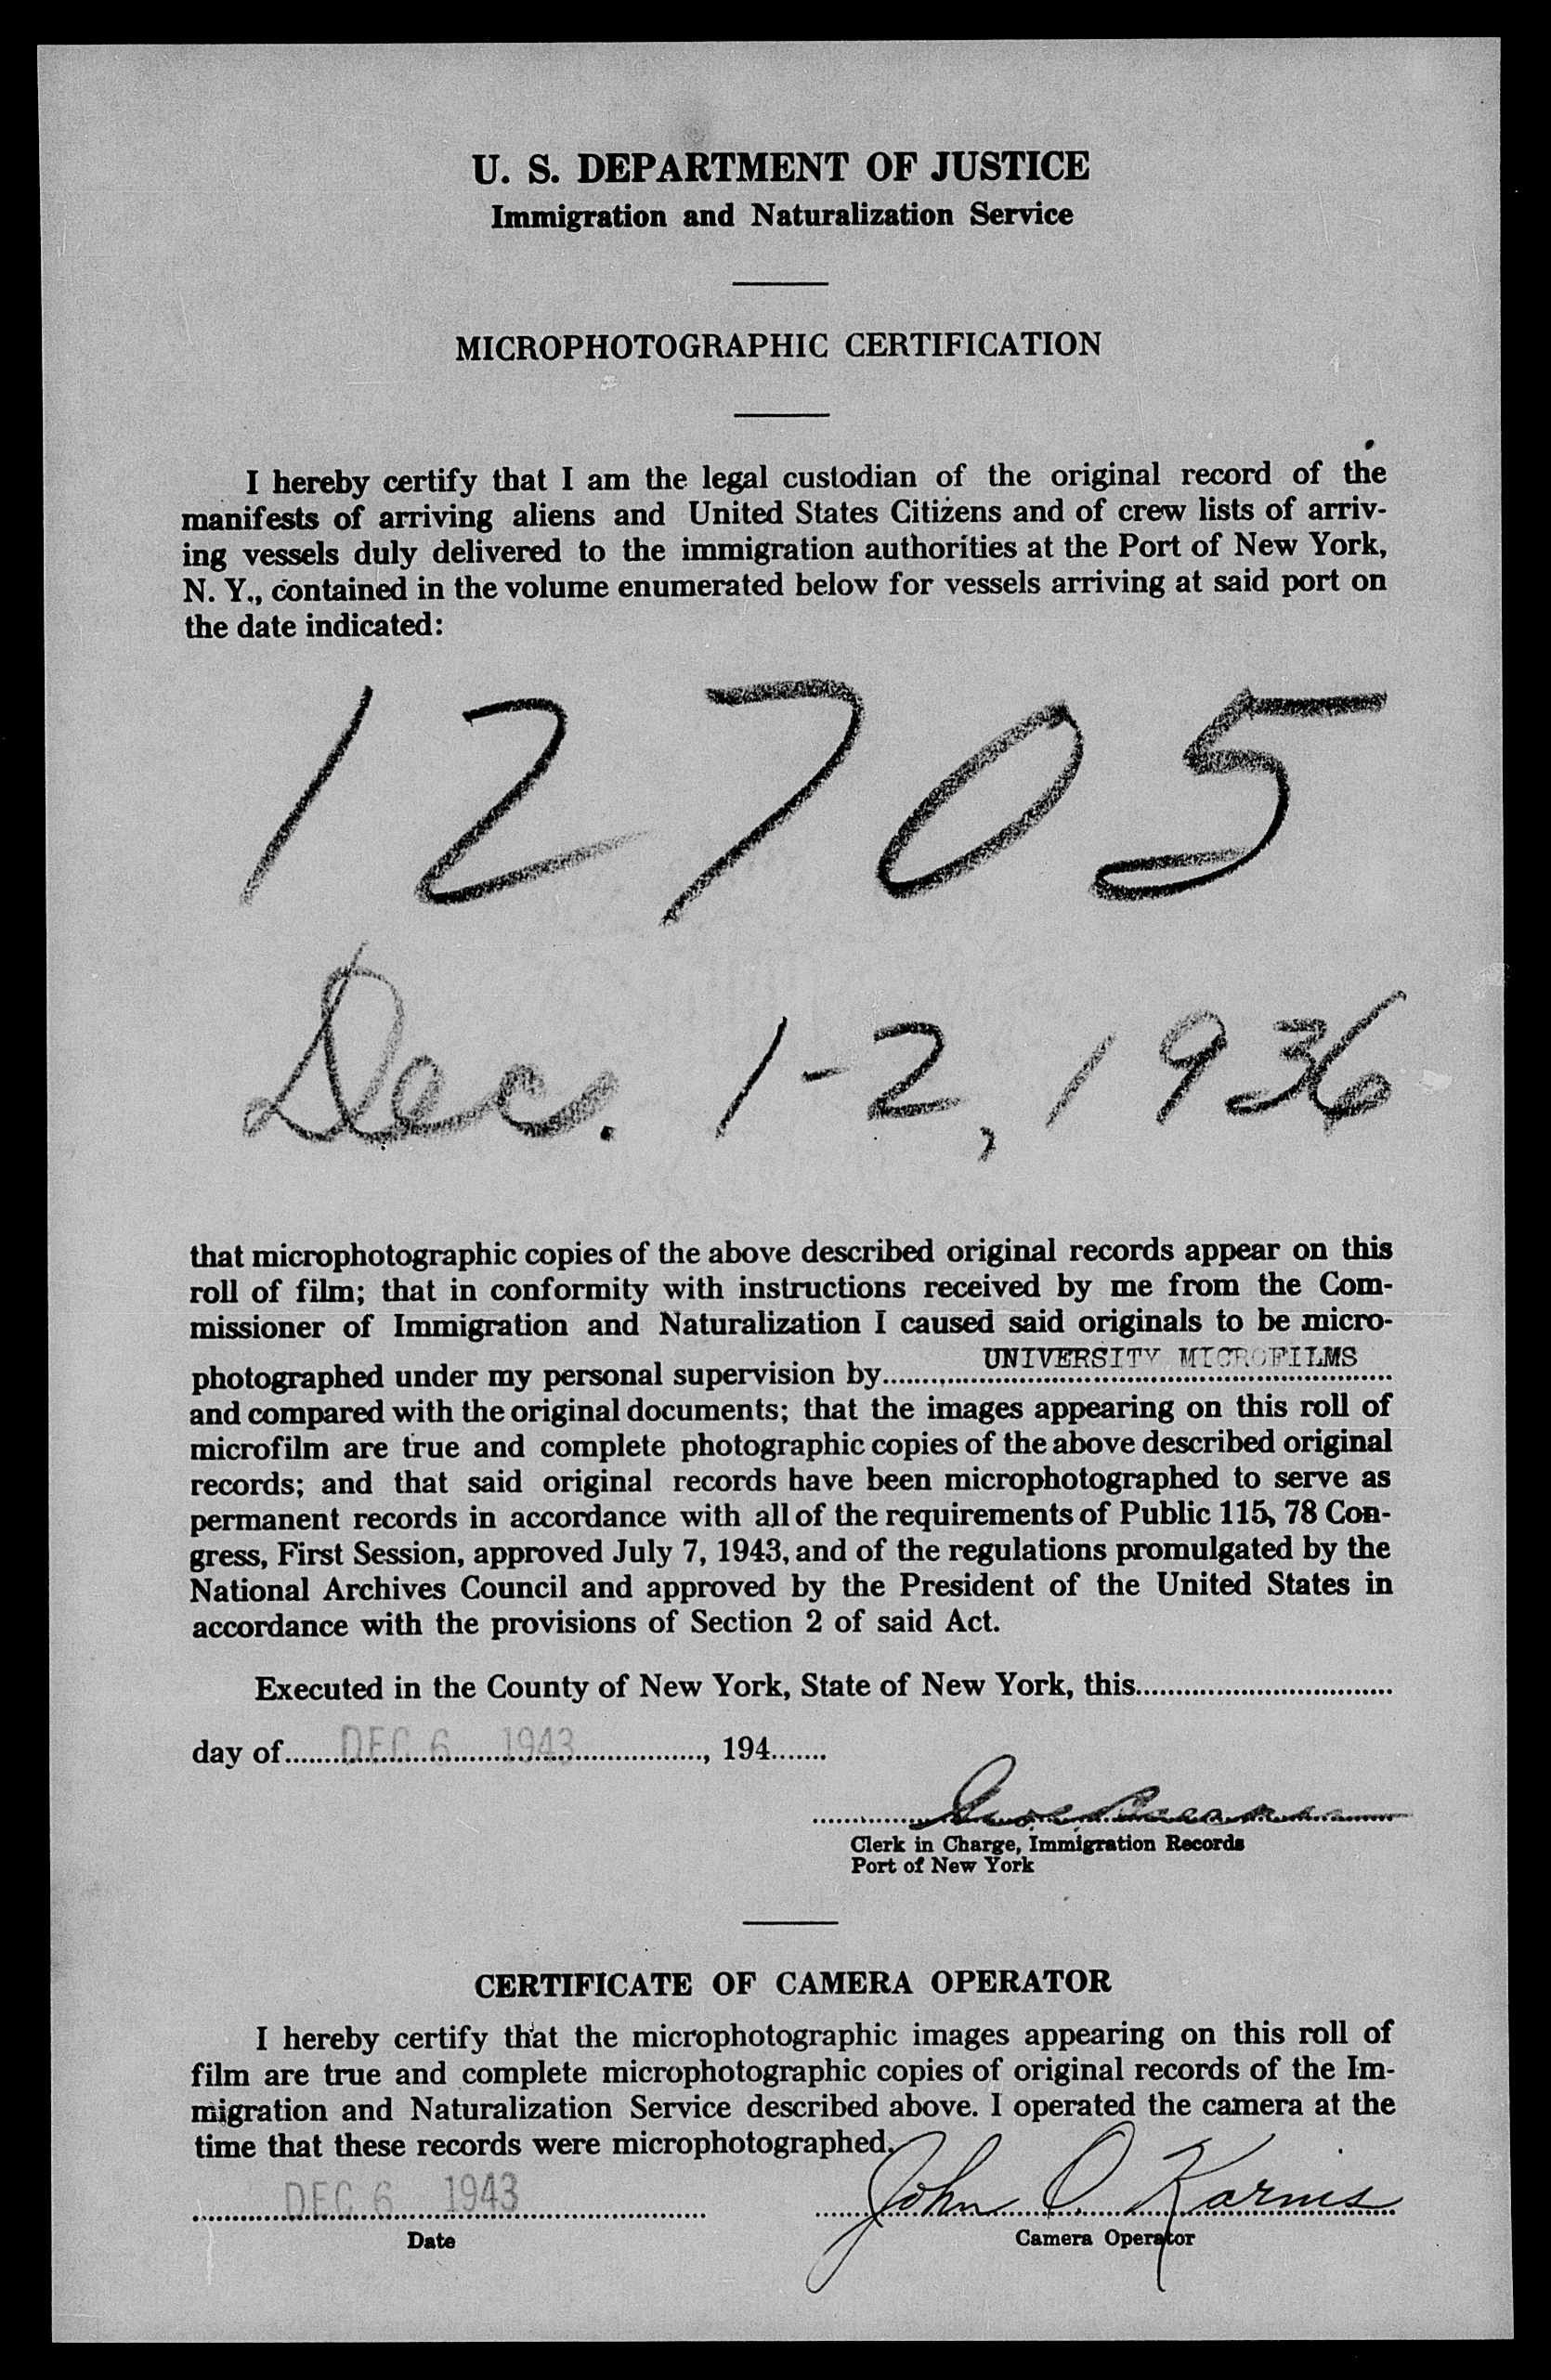 U. S. DEPARTMENT OF JUSTICE
Immigration and Naturalization Service
MICROPHOTOGRAPHIC CERTIFICATION
I hereby certify that I am the legal custodian of the original record of the
manifests of arriving aliens and United States Citizens and of crew lists of arriv-
ing vessels duly delivered to the immigration authorities at the Port of New York,
N. Y., contained in the volume enumerated below for vessels arriving at said port on
the date indicated:
12705
Dec. 1-2, 1936
that microphotographic copies of the above described original records appear on this
roll of film; that in conformity with instructions received by me from the Com-
missioner of Immigration and Naturalization I caused said originals to be micro-
photographed under my personal supervision by UNIVERSITY MICROFILMS
and compared with the original documents; that the images appearing on this roll of
microfilm are true and complete photographic copies of the above described original
records; and that said original records have been microphotographed to serve as
permanent records in accordance with all of the requirements of Public 115, 78 Con-
gress, First Session, approved July 7, 1943, and of the regulations promulgated by the
National Archives Council and approved by the President of the United States in
accordance with the provisions of Section 2 of said Act.
Executed in the County of New York, State of New York, this
day of DEC 6 1943, 194
Clerk in Charge, Immigration Records
Port of New York
CERTIFICATE OF CAMERA OPERATOR
I hereby certify that the microphotographic images appearing on this roll of
film are true and complete microphotographic copies of original records of the Im-
migration and Naturalization Service described above. I operated the camera at the
time that these records were microphotographed.
DEC 6 1943 John O. Karnis
Date Camera Operator